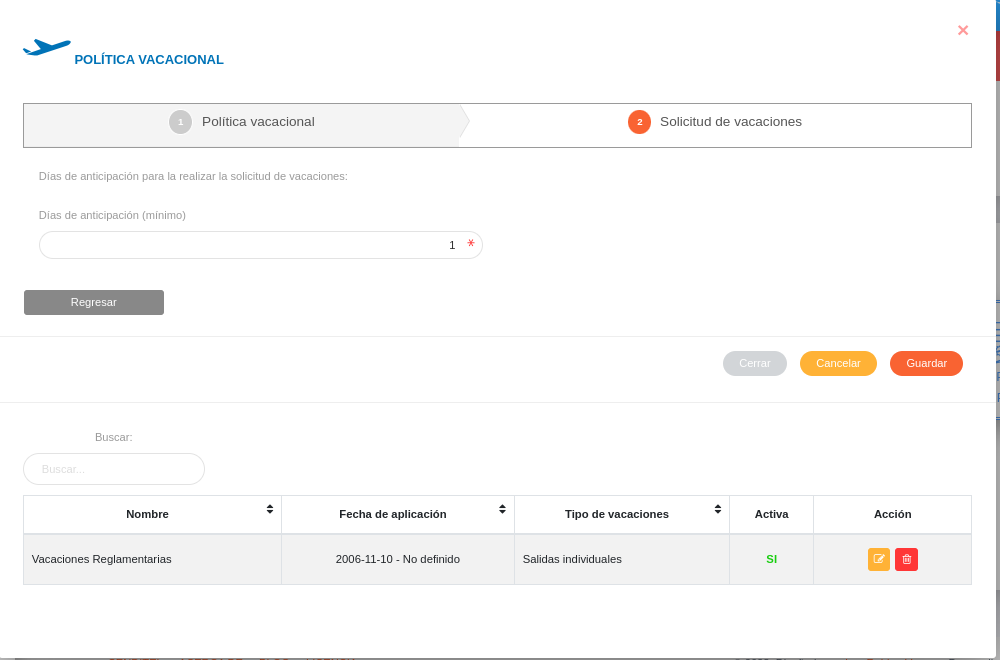 ×
POLÍTICA VACACIONAL
1 Política vacacional
2 Solicitud de vacaciones
Días de anticipación para la realizar la solicitud de vacaciones:
Días de anticipación (mínimo)
1 *
Regresar
Cerrar Cancelar Guardar
Buscar:
Buscar...
Nombre Fecha de aplicación Tipo de vacaciones Activa Acción
Vacaciones Reglamentarias 2006-11-10 - No definido Salidas individuales SI